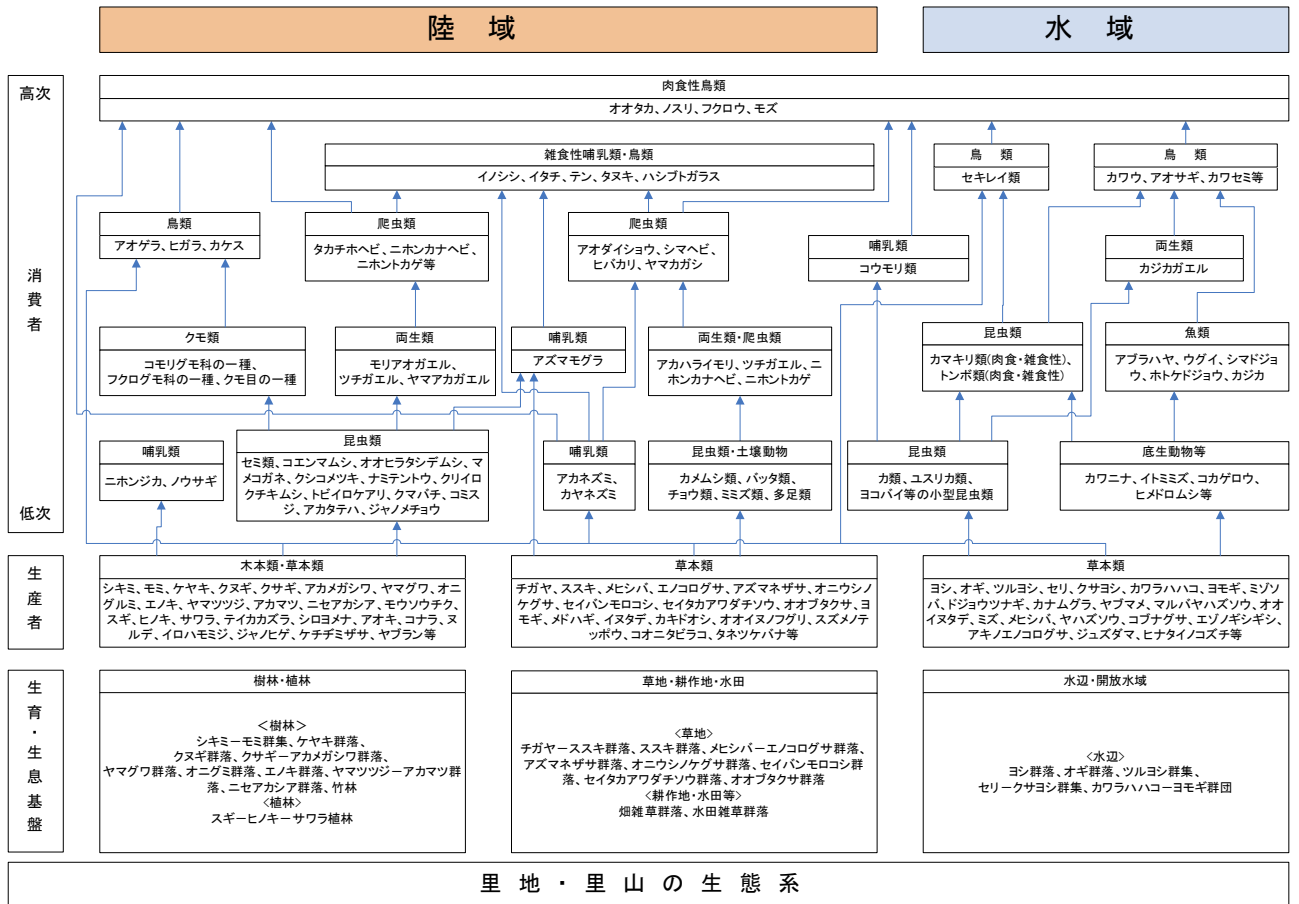 陸 域
水 域
高次
消費者
低次
肉食性鳥類
オオタカ、ノスリ、フクロウ、モズ
雑食性哺乳類・鳥類
イノシシ、イタチ、テン、タヌキ、ハシブトガラス
鳥 類
セキレイ類
鳥 類
カワウ、アオサギ、カワセミ等
鳥類
アオゲラ、ヒガラ、カケス
爬虫類
タカチホヘビ、ニホンカナヘビ、
ニホントカゲ等
爬虫類
アオダイショウ、シマヘビ、
ヒバカリ、ヤマカガシ
哺乳類
コウモリ類
両生類
カジカガエル
クモ類
コモリグモ科の一種、
フクログモ科の一種、クモ目の一種
両生類
モリアオガエル、
ツチガエル、ヤマアカガエル
哺乳類
アズマモグラ
両生類・爬虫類
アカハライモリ、ツチガエル、ニ
ホンカナヘビ、ニホントカゲ
昆虫類
カマキリ類(肉食・雑食性)、
トンボ類(肉食・雑食性)
魚類
アブラハヤ、ウグイ、シマドジョ
ウ、ホトケドジョウ、カジカ
哺乳類
ニホンジカ、ノウサギ
昆虫類
セミ類、コエンマムシ、オオヒラタシデムシ、マ
メコガネ、クシコメツキ、ナミテントウ、クリイロ
クチキムシ、トビイロケアリ、クマバチ、コミス
ジ、アカタテハ、ジャノメチョウ
哺乳類
アカネズミ、
カヤネズミ
昆虫類・土壌動物
カメムシ類、バッタ類、
チョウ類、ミミズ類、多足類
昆虫類
カ類、ユスリカ類、
ヨコバイ等の小型昆虫類
底生動物等
カワニナ、イトミミズ、コカゲロウ、
ヒメドロムシ等
生産者
木本類・草本類
シキミ、モミ、ケヤキ、クヌギ、クサギ、アカメガシワ、ヤマグワ、オニ
グルミ、エノキ、ヤマツツジ、アカマツ、ニセアカシア、モウソウチク、
スギ、ヒノキ、サワラ、テイカカズラ、シロヨメナ、アオキ、コナラ、ヌ
ルデ、イロハモミジ、ジャノヒゲ、ケチヂミザサ、ヤブラン等
草本類
チガヤ、ススキ、メヒシバ、エノコログサ、アズマネザサ、オニウシノ
ケグサ、セイバンモロコシ、セイタカアワダチソウ、オオブタクサ、ヨ
モギ、メドハギ、イヌタデ、カキドオシ、オオイヌノフグリ、スズメノテ
ッポウ、コオニタビラコ、タネツケバナ等
草本類
ヨシ、オギ、ツルヨシ、セリ、クサヨシ、カワラハハコ、ヨモギ、ミゾソ
バ、ドジョウツナギ、カナムグラ、ヤブマメ、マルバヤハズソウ、オオ
イヌタデ、ミズ、メヒシバ、ヤハズソウ、コブナグサ、エゾノギシギシ、
アキノエノコログサ、ジュズダマ、ヒナタイノコズチ等
生育・生息基盤
樹林・植林
<樹林>
シキミーモミ群集、ケヤキ群落、
クヌギ群落、クサギーアカメガシワ群落、
ヤマグワ群落、オニグミ群落、エノキ群落、ヤマツツジーアカマツ群
落、ニセアカシア群落、竹林
<植林>
スギーヒノキーサワラ植林
草地・耕作地・水田
<草地>
チガヤーススキ群落、ススキ群落、メヒシバーエノコログサ群落、
アズマネザサ群落、オニウシノケグサ群落、セイバンモロコシ群
落、セイタカアワダチソウ群落、オオブタクサ群落
<耕作地・水田等>
畑雑草群落、水田雑草群落
水辺・開放水域
<水辺>
ヨシ群落、オギ群落、ツルヨシ群集、
セリークサヨシ群集、カワラハハコーヨモギ群団
里地・里山の生態系